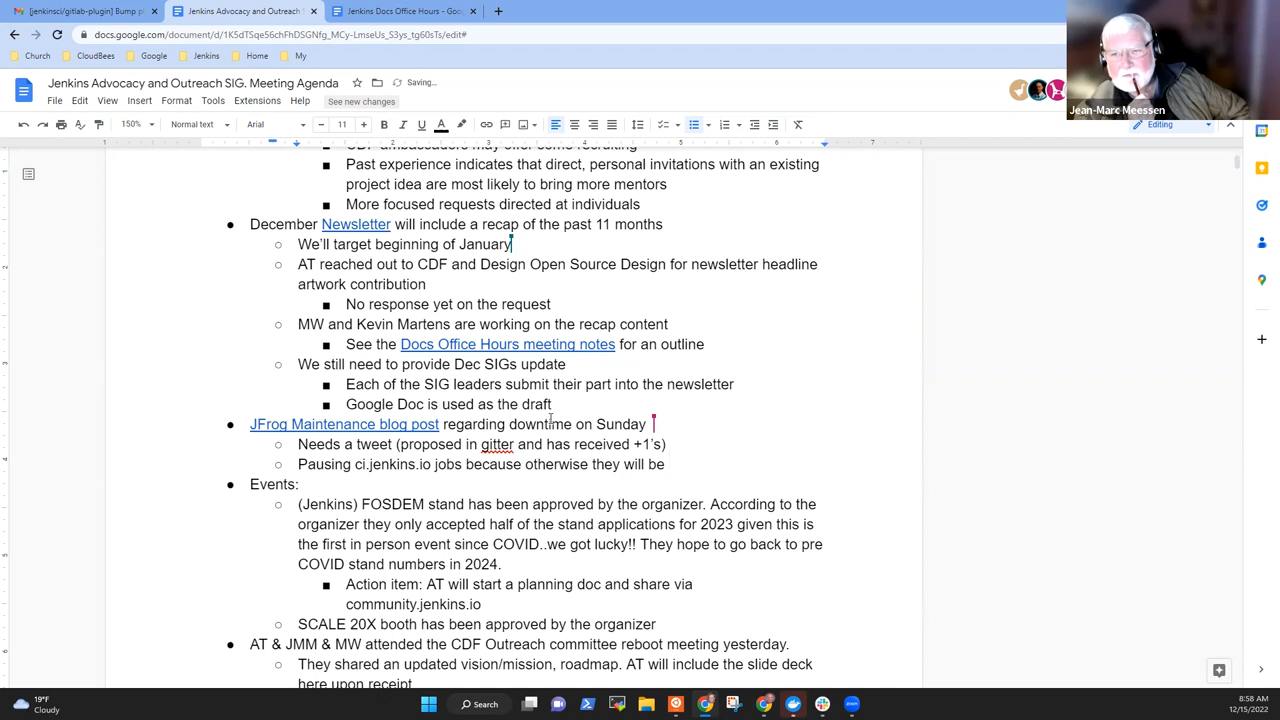 [jenkinsci/gitlab-plugin] Bump p
Jenkins Advocacy and Outreach S
Jenkins Docs Office Hours - Goo
docs.google.com/document/d/1K5dTSqe56chFhDSGNfg_MCy-LmseUs_S3ys_tg60sTs/edit#
Church
CloudBees
Google
Jenkins
Home
My
Jenkins Advocacy and Outreach SIG. Meeting Agenda
Saving…
File Edit View Insert Format Tools Extensions Help
See new changes
Jean-Marc Meessen
150%
Normal text
Arial
11
Editing
Past experience indicates that direct, personal invitations with an existing
project idea are most likely to bring more mentors
More focused requests directed at individuals
December Newsletter will include a recap of the past 11 months
We'll target beginning of January
AT reached out to CDF and Design Open Source Design for newsletter headline
artwork contribution
No response yet on the request
MW and Kevin Martens are working on the recap content
See the Docs Office Hours meeting notes for an outline
We still need to provide Dec SIGs update
Each of the SIG leaders submit their part into the newsletter
Google Doc is used as the draft
JFrog Maintenance blog post regarding downtime on Sunday
Needs a tweet (proposed in gitter and has received +1's)
Pausing ci.jenkins.io jobs because otherwise they will be
Events:
(Jenkins) FOSDEM stand has been approved by the organizer. According to the
organizer they only accepted half of the stand applications for 2023 given this is
the first in person event since COVID..we got lucky!! They hope to go back to pre
COVID stand numbers in 2024.
Action item: AT will start a planning doc and share via
community.jenkins.io
SCALE 20X booth has been approved by the organizer
AT & JMM & MW attended the CDF Outreach committee reboot meeting yesterday.
They shared an updated vision/mission, roadmap. AT will include the slide deck
here upon receipt
19°F
Cloudy
Search
8:58 AM
12/15/2022